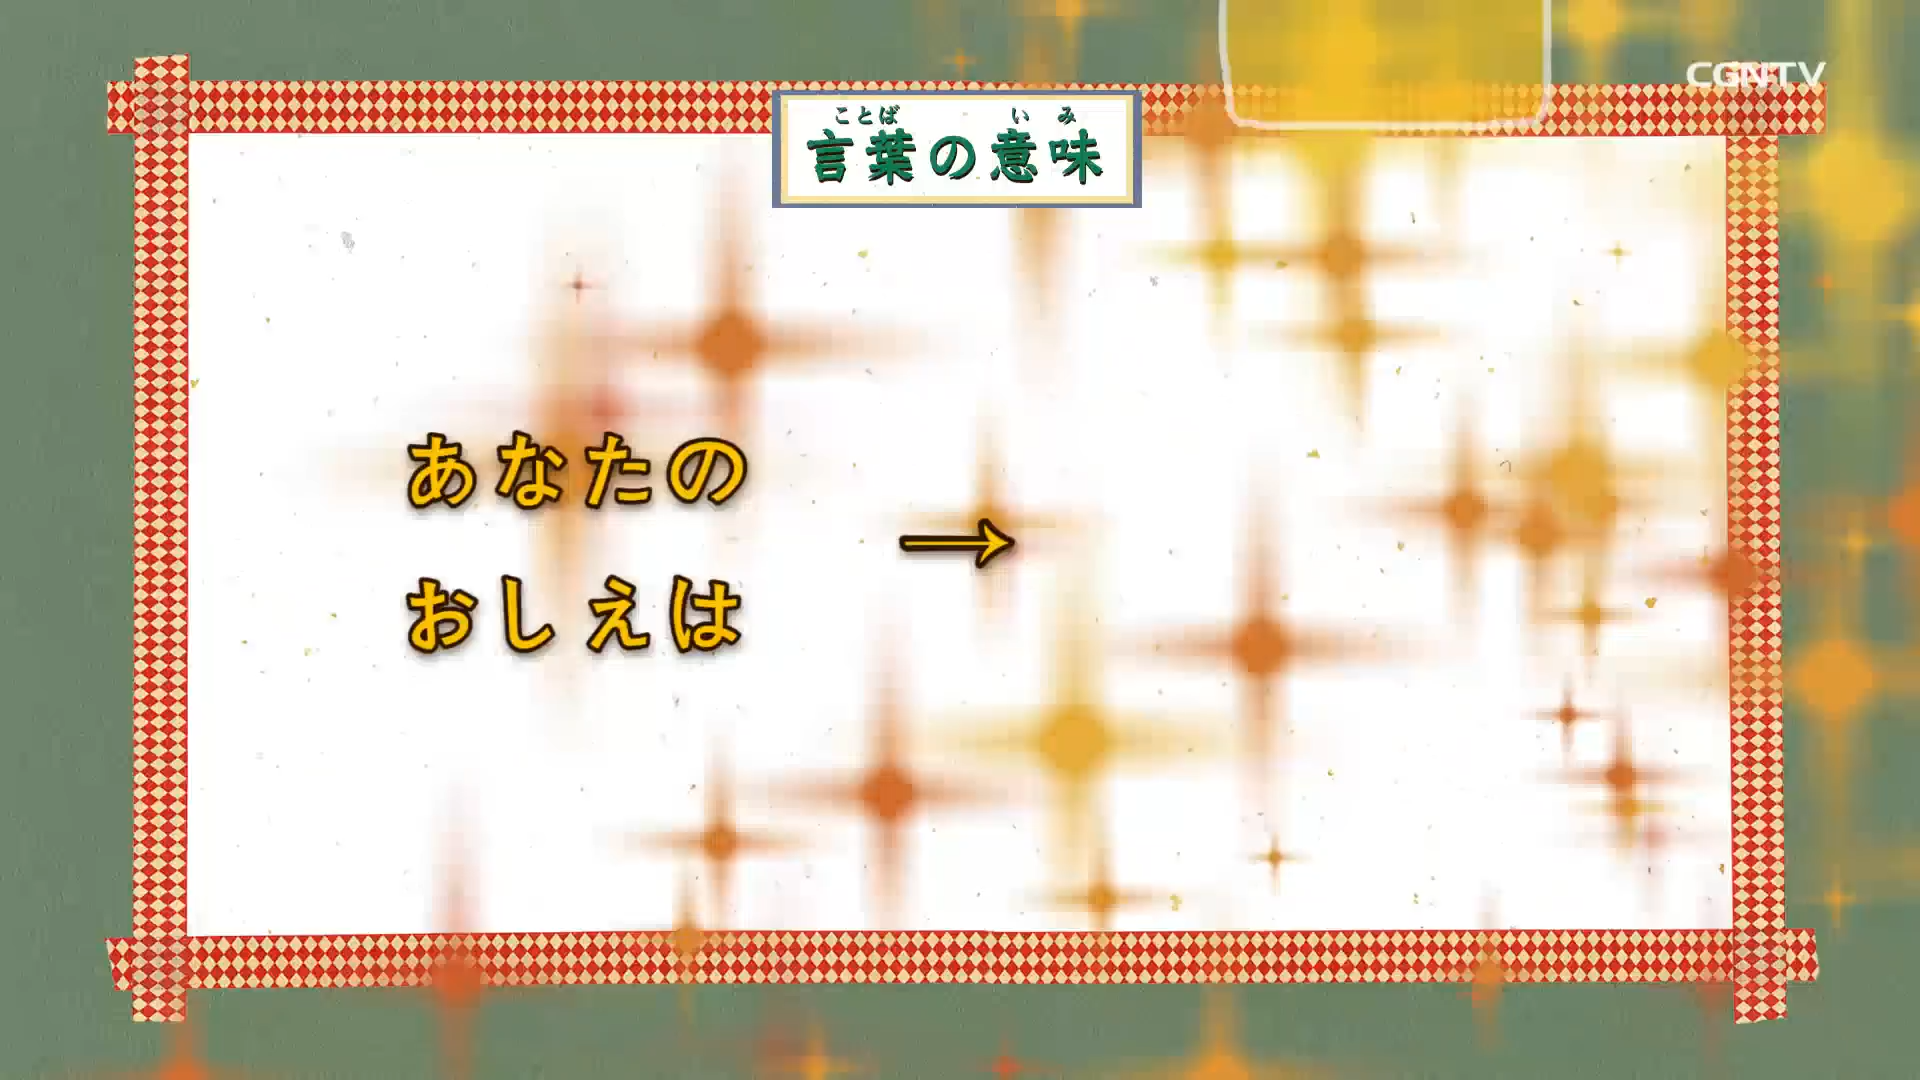 CGNTV
ことば いみ
言葉の意味
あなたの
→
おしえは